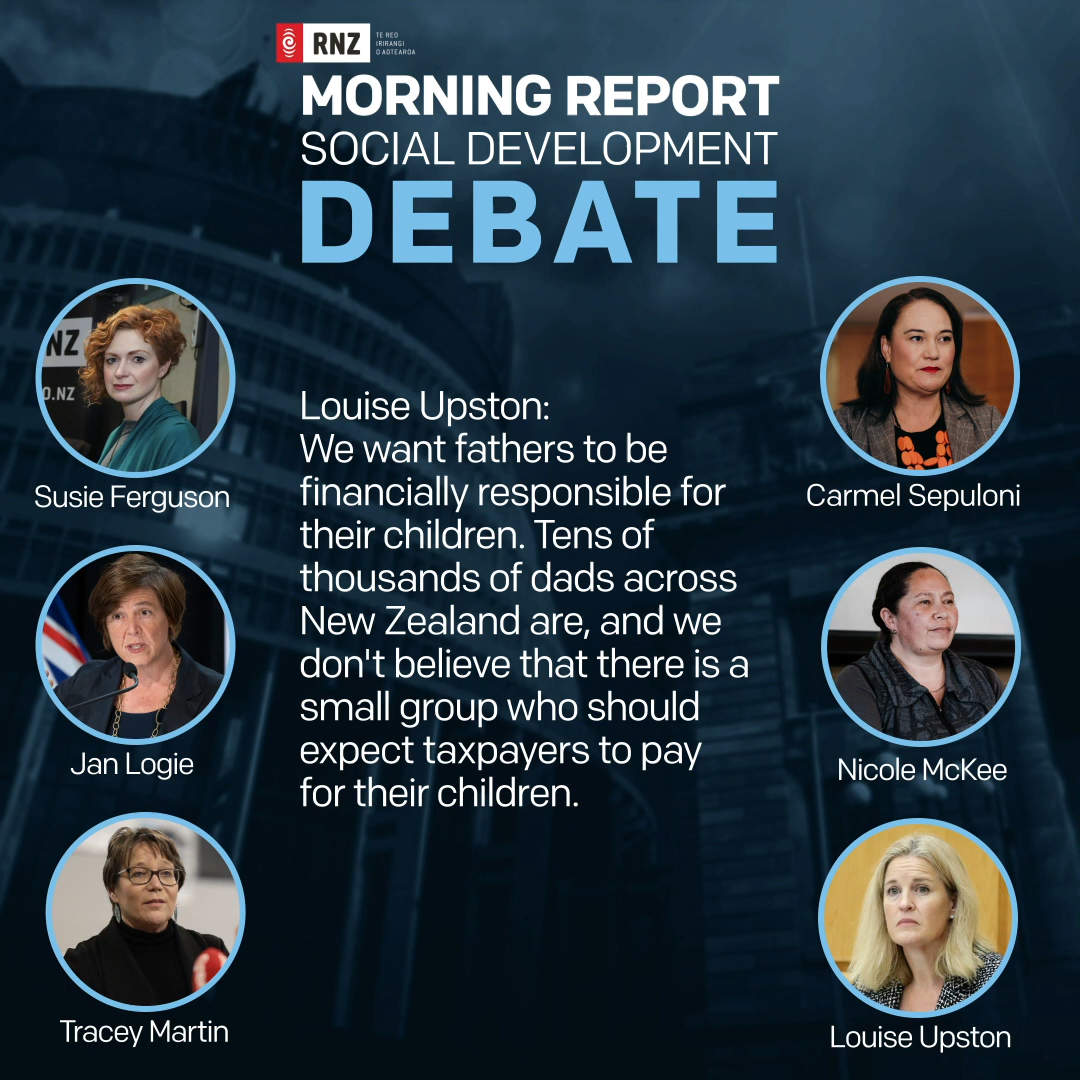 RNZ
TE REO
IRIRANGI
O AOTEAROA
MORNING REPORT
SOCIAL DEVELOPMENT
DEBATE
NZ
O.NZ
Susie Ferguson
Jan Logie
Tracey Martin
Louise Upston:
We want fathers to be
financially responsible for
their children. Tens of
thousands of dads across
New Zealand are, and we
don't believe that there is a
small group who should
expect taxpayers to pay
for their children.
Carmel Sepuloni
Nicole McKee
Louise Upston